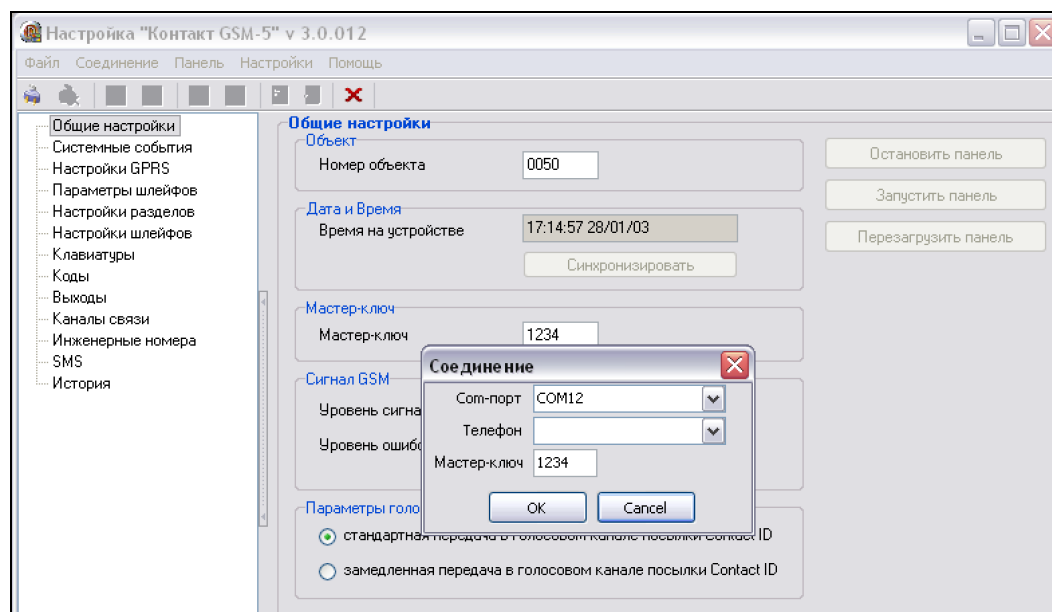 Настройка "Контакт GSM-5" v 3.0.012
Файл Соединение Панель Настройки Помощь
Общие настройки
Системные события
Настройки GPRS
Параметры шлейфов
Настройки разделов
Настройки шлейфов
Клавиатуры
Коды
Выходы
Каналы связи
Инженерные номера
SMS
История
Общие настройки
Объект
Номер объекта 0050
Дата и Время
Время на устройстве 17:14:57 28/01/03
Синхронизировать
Мастер-ключ
Мастер-ключ 1234
Сигнал GSM
Уровень сигна
Уровень ошибо
Параметры голо
стандартная передача в голосовом канале посылки Contact ID
замедленная передача в голосовом канале посылки Contact ID
Остановить панель
Запустить панель
Перезагрузить панель
Соединение
Com-порт COM12
Телефон
Мастер-ключ 1234
OK Cancel